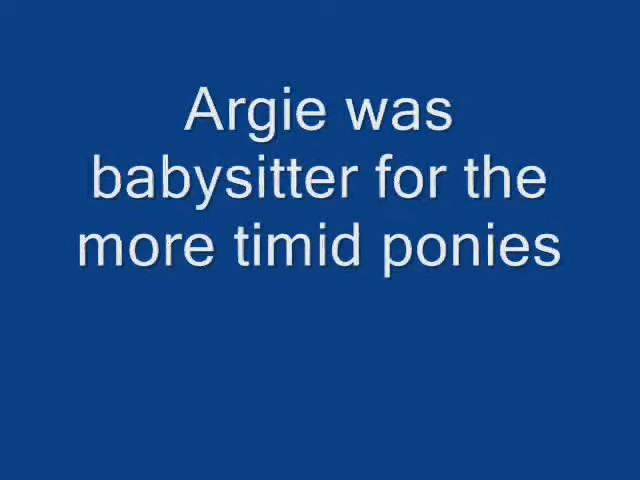 Argie was
babysitter for the
more timid ponies